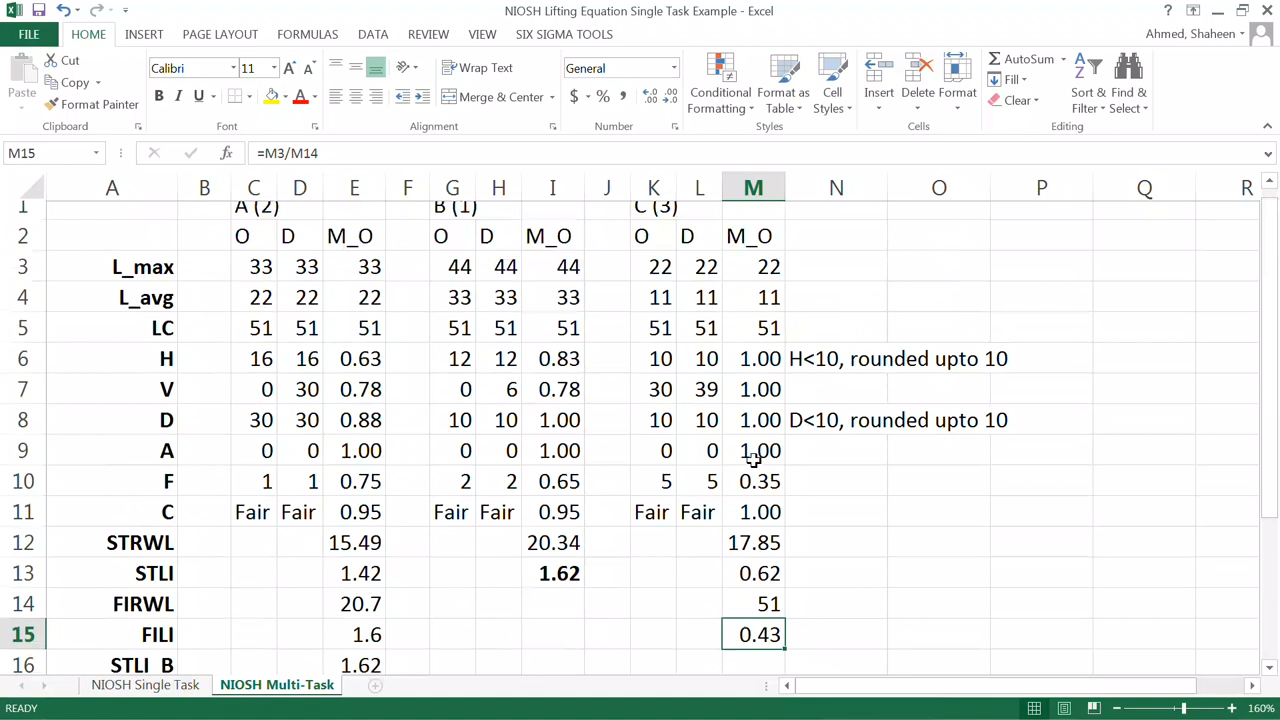 NIOSH Lifting Equation Single Task Example - Excel
FILE HOME INSERT PAGE LAYOUT FORMULAS DATA REVIEW VIEW SIX SIGMA TOOLS Ahmed, Shaheen
Paste Cut Copy Format Painter
Calibri 11 B I U A A A
Wrap Text Merge & Center
General $ % ,
Conditional Formatting Format as Table Cell Styles
Insert Delete Format
AutoSum Fill Clear Sort & Filter Find & Select
Clipboard Font Alignment Number Styles Cells Editing
M15 fx =M3/M14
A B C D E F G H I J K L M N O P Q R
1 A (2) B (1) C (3)
2 O D M_O O D M_O O D M_O
3 L_max 33 33 33 44 44 44 22 22 22
4 L_avg 22 22 22 33 33 33 11 11 11
5 LC 51 51 51 51 51 51 51 51 51
6 H 16 16 0.63 12 12 0.83 10 10 1.00 H<10, rounded upto 10
7 V 0 30 0.78 0 6 0.78 30 39 1.00
8 D 30 30 0.88 10 10 1.00 10 10 1.00 D<10, rounded upto 10
9 A 0 0 1.00 0 0 1.00 0 0 1.00
10 F 1 1 0.75 2 2 0.65 5 5 0.35
11 C Fair Fair 0.95 Fair Fair 0.95 Fair Fair 1.00
12 STRWL 15.49 20.34 17.85
13 STLI 1.42 1.62 0.62
14 FIRWL 20.7 51
15 FILI 1.6 0.43
16 STLI_B 1.62
NIOSH Single Task NIOSH Multi-Task
READY 160%